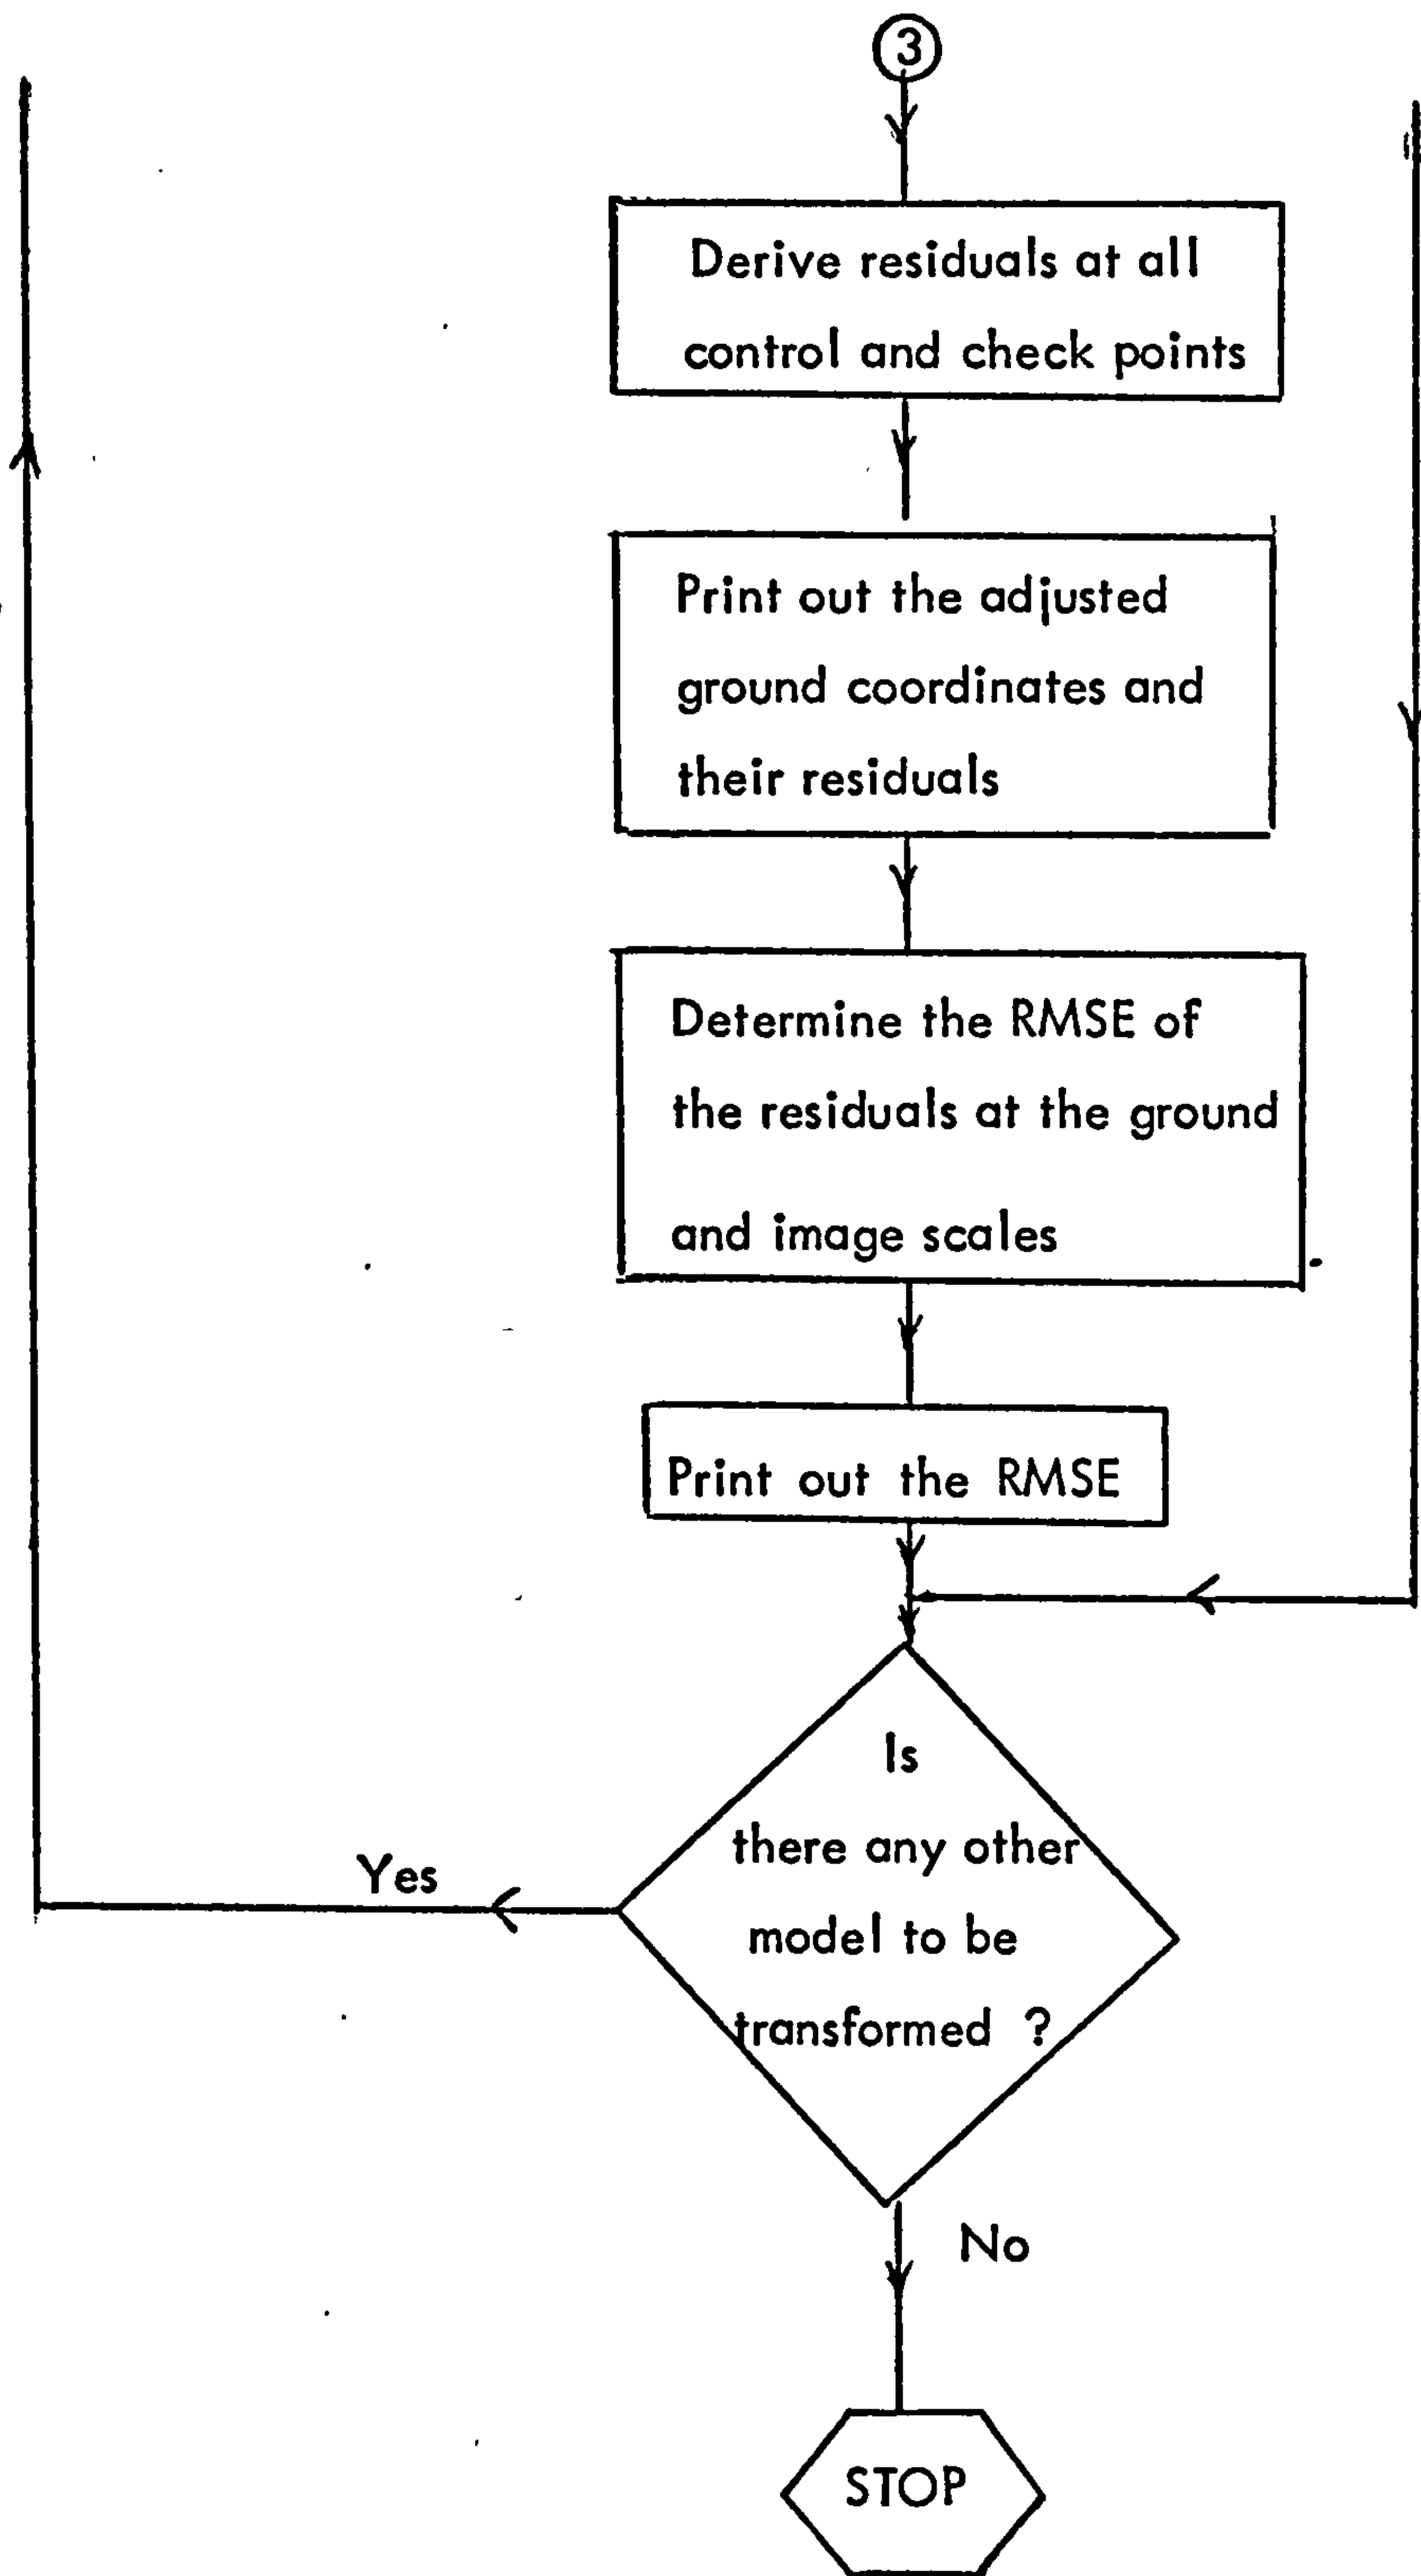 3
Derive residuals at all
control and check points
Print out the adjusted
ground coordinates and
their residuals
Determine the RMSE of
the residuals at the ground
and image scales
Print out the RMSE
Is
there any other
model to be
transformed ?
Yes
No
STOP